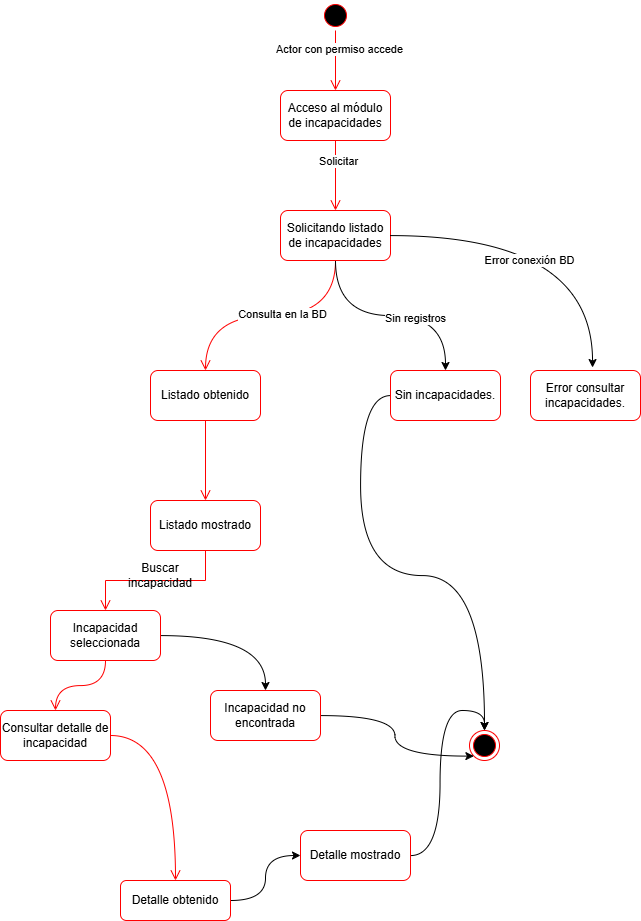 Actor con permiso accede
Acceso al módulo
de incapacidades
Solicitar
Solicitando listado
de incapacidades
Error conexión BD
Consulta en la BD
Sin registros
Listado obtenido
Sin incapacidades.
Error consultar
incapacidades.
Listado mostrado
Buscar
incapacidad
Incapacidad
seleccionada
Incapacidad no
encontrada
Consultar detalle de
incapacidad
Detalle mostrado
Detalle obtenido